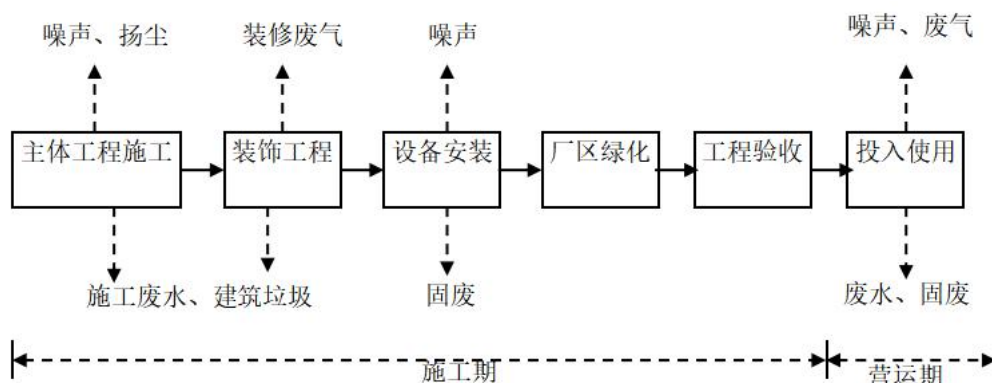 噪声、扬尘
装修废气
噪声
噪声、废气
主体工程施工
装饰工程
设备安装
厂区绿化
工程验收
投入使用
施工废水、建筑垃圾
固废
废水、固废
施工期
营运期